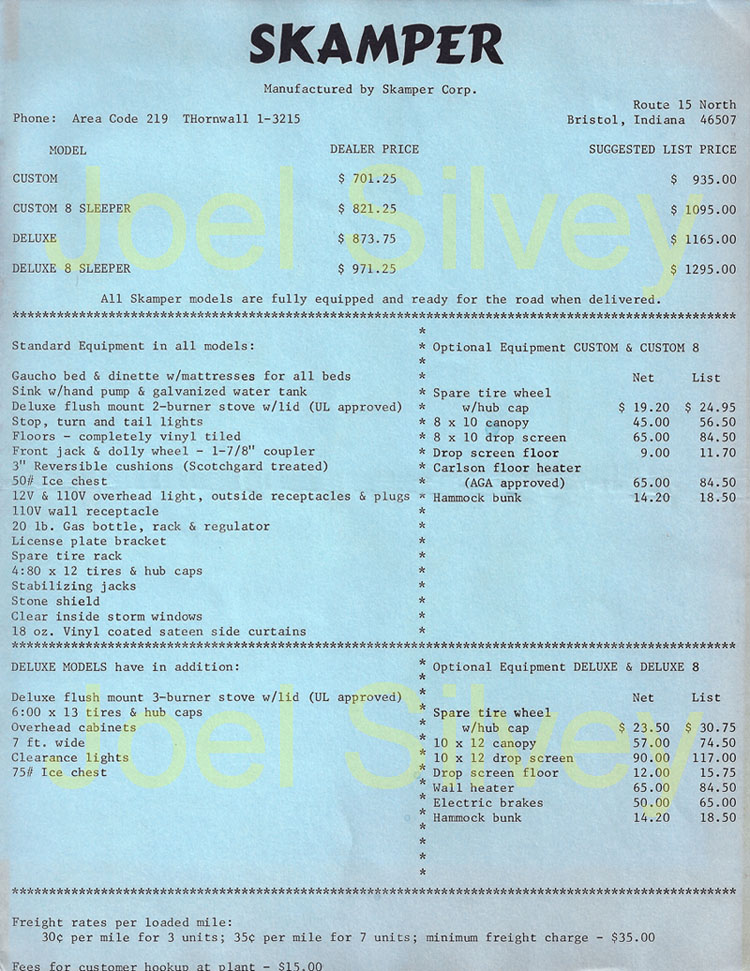 SKAMPER
Manufactured by Skamper Corp.
Route 15 North
Phone: Area Code 219 THornwall 1-3215 Bristol, Indiana 46507
MODEL DEALER PRICE SUGGESTED LIST PRICE
CUSTOM $ 701.25 $ 935.00
CUSTOM 8 SLEEPER $ 821.25 $ 1095.00
DELUXE $ 873.75 $ 1165.00
DELUXE 8 SLEEPER $ 971.25 $ 1295.00
Joel Silvey
All Skamper models are fully equipped and ready for the road when delivered.
Standard Equipment in all models:
Gaucho bed & dinette w/mattresses for all beds
Sink w/hand pump & galvanized water tank
Deluxe flush mount 2-burner stove w/lid (UL approved)
Stop, turn and tail lights
Floors - completely vinyl tiled
Front jack & dolly wheel - 1-7/8" coupler
3" Reversible cushions (Scotchgard treated)
50# Ice chest
12V & 110V overhead light, outside receptacles & plugs
110V wall receptacle
20 lb. Gas bottle, rack & regulator
License plate bracket
Spare tire rack
4:80 x 12 tires & hub caps
Stabilizing jacks
Stone shield
Clear inside storm windows
18 oz. Vinyl coated sateen side curtains
Optional Equipment CUSTOM & CUSTOM 8
Net List
Spare tire wheel
w/hub cap $ 19.20 $ 24.95
8 x 10 canopy 45.00 56.50
8 x 10 drop screen 65.00 84.50
Drop screen floor 9.00 11.70
Carlson floor heater
(AGA approved) 65.00 84.50
Hammock bunk 14.20 18.50
DELUXE MODELS have in addition:
Deluxe flush mount 3-burner stove w/lid (UL approved)
6:00 x 13 tires & hub caps
Overhead cabinets
7 ft. wide
Clearance lights
75# Ice chest
Optional Equipment DELUXE & DELUXE 8
Net List
Spare tire wheel
w/hub cap $ 23.50 $ 30.75
10 x 12 canopy 57.00 74.50
10 x 12 drop screen 90.00 117.00
Drop screen floor 12.00 15.75
Wall heater 65.00 84.50
Electric brakes 50.00 65.00
Hammock bunk 14.20 18.50
Joel Silvey
Freight rates per loaded mile:
30¢ per mile for 3 units; 35¢ per mile for 7 units; minimum freight charge - $35.00
Fees for customer hookup at plant - $15.00